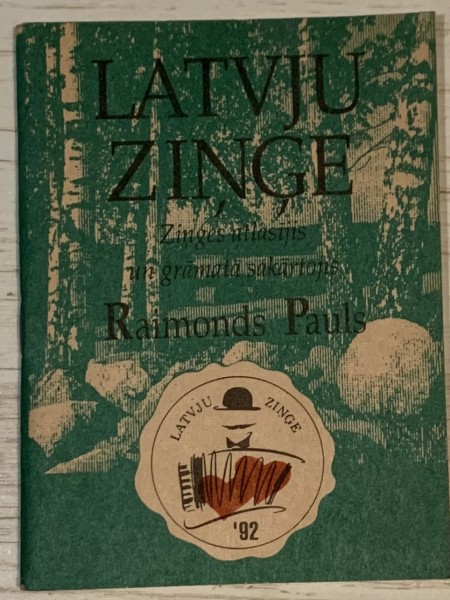 LATVJU
ZIŅĢE
Ziņģes atlasījis
un grāmatā sakārtojis
Raimonds Pauls
LATVJU ZIŅĢE
'92